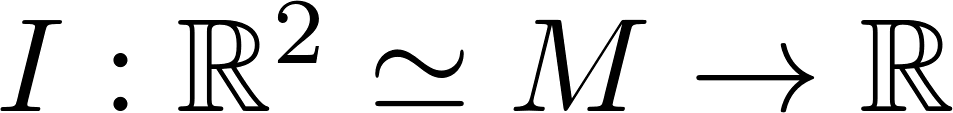 I : ℝ² ≃ M → ℝ